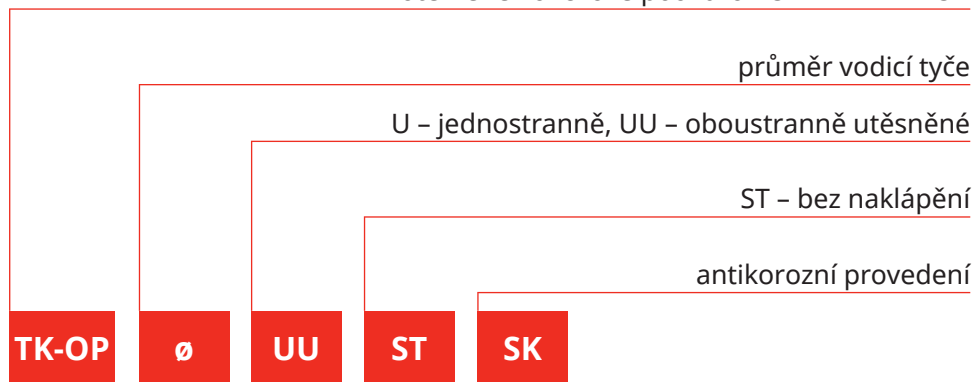 průměr vodicí tyče
U – jednostranně, UU – oboustranně utěsněné
ST – bez naklápění
antikorozní provedení
TK-OP ø UU ST SK